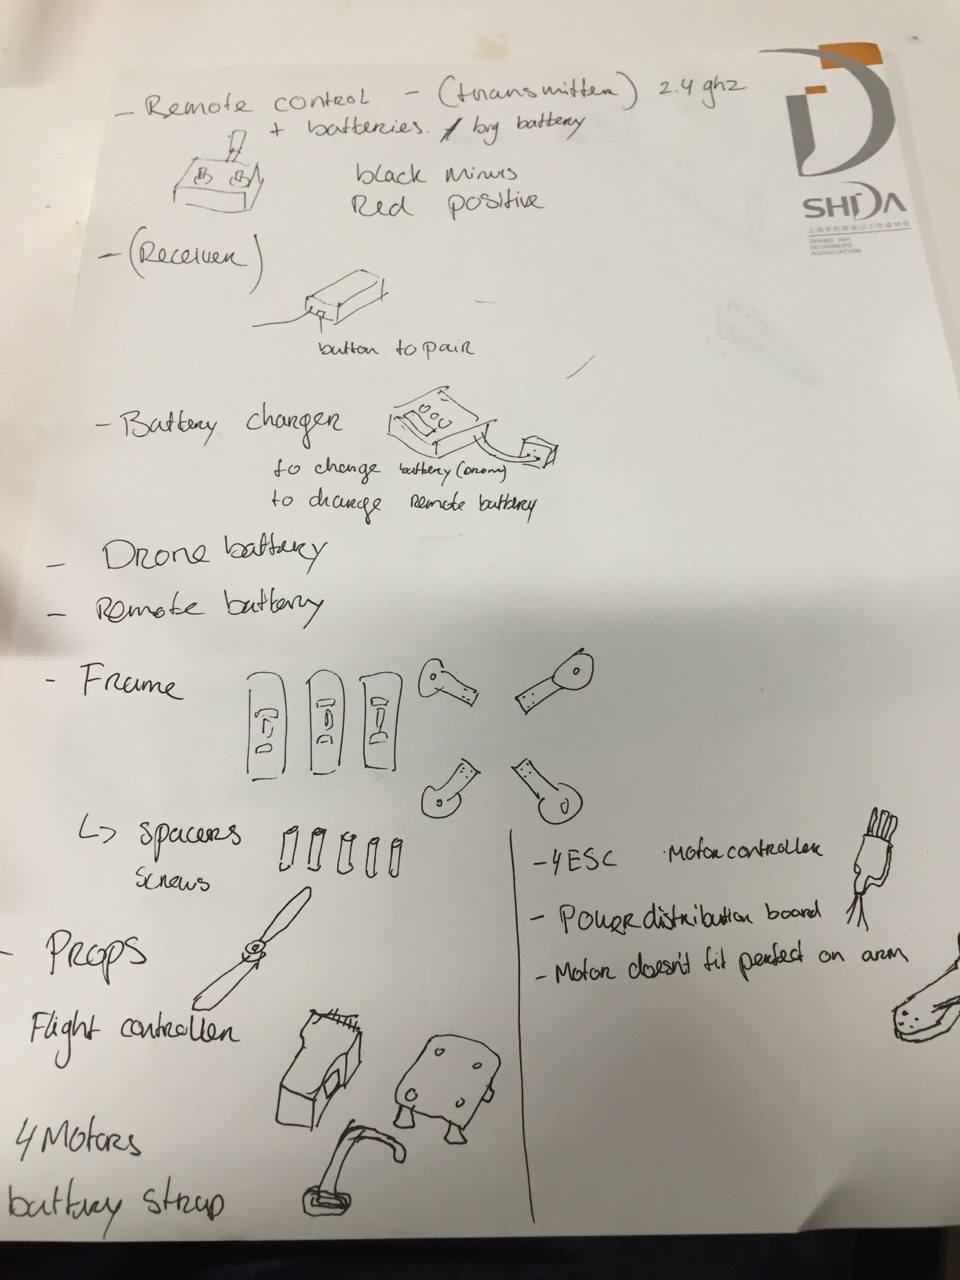 - Remote control - (transmitter) 2.4 ghz
+ batteries. / big battery
black minus
Red positive
- (Receiver)
button to pair
- Battery charger
to charge battery (Drone)
to charge remote battery
- Drone battery
- Remote battery
- Frame
↳ spacers
screws
- Props
Flight controller
4 Motors
battery strap
- 4 ESC Motor controller
- Power distribution board
- Motor doesn't fit perfect on arm
SHIDA
SHANG HAI
DESIGNERS
ASSOCIATION